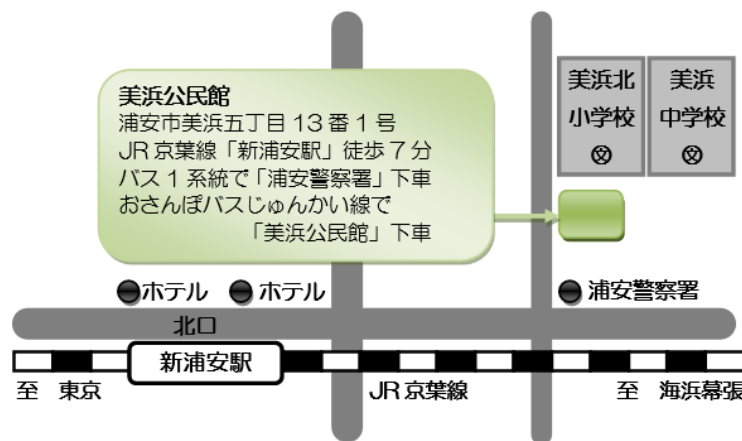 美浜公民館
浦安市美浜五丁目13番1号
JR京葉線「新浦安駅」徒歩7分
バス1系統で「浦安警察署」下車
おさんぽバスじゅんかい線で
「美浜公民館」下車
美浜北
小学校
文
美浜
中学校
文
ホテル
ホテル
浦安警察署
北口
新浦安駅
至 東京
JR京葉線
至 海浜幕張